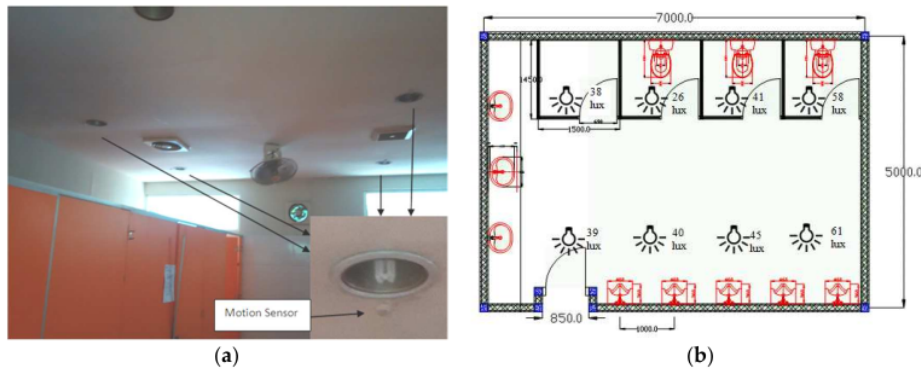 7000.0
1450.0
38
lux
26
lux
41
lux
58
lux
1500.0
5000.0
39
lux
40
lux
45
lux
61
lux
Motion Sensor
850.0
1000.0
(a)
(b)